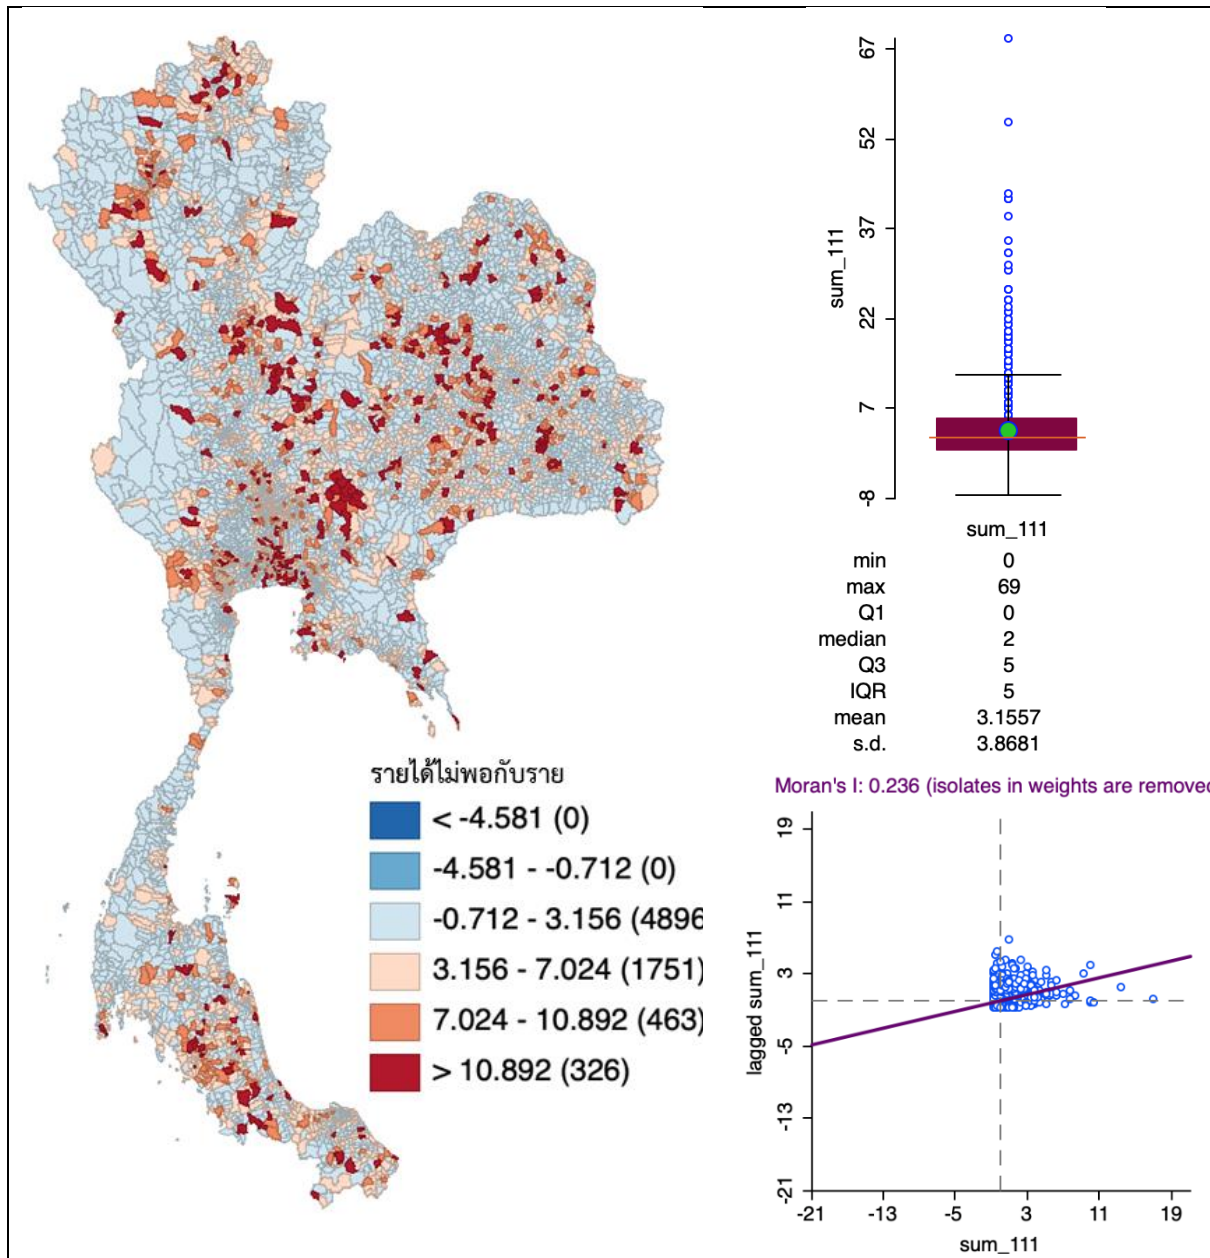 รายได้ไม่พอกับราย
< -4.581 (0)
-4.581 - -0.712 (0)
-0.712 - 3.156 (4896
3.156 - 7.024 (1751)
7.024 - 10.892 (463)
> 10.892 (326)
67
52
37
22
7
-8
sum_111
sum_111
min 0
max 69
Q1 0
median 2
Q3 5
IQR 5
mean 3.1557
s.d. 3.8681
Moran's I: 0.236 (isolates in weights are removed
19
11
3
-5
-13
-21
lagged sum_111
-21 -13 -5 3 11 19
sum_111